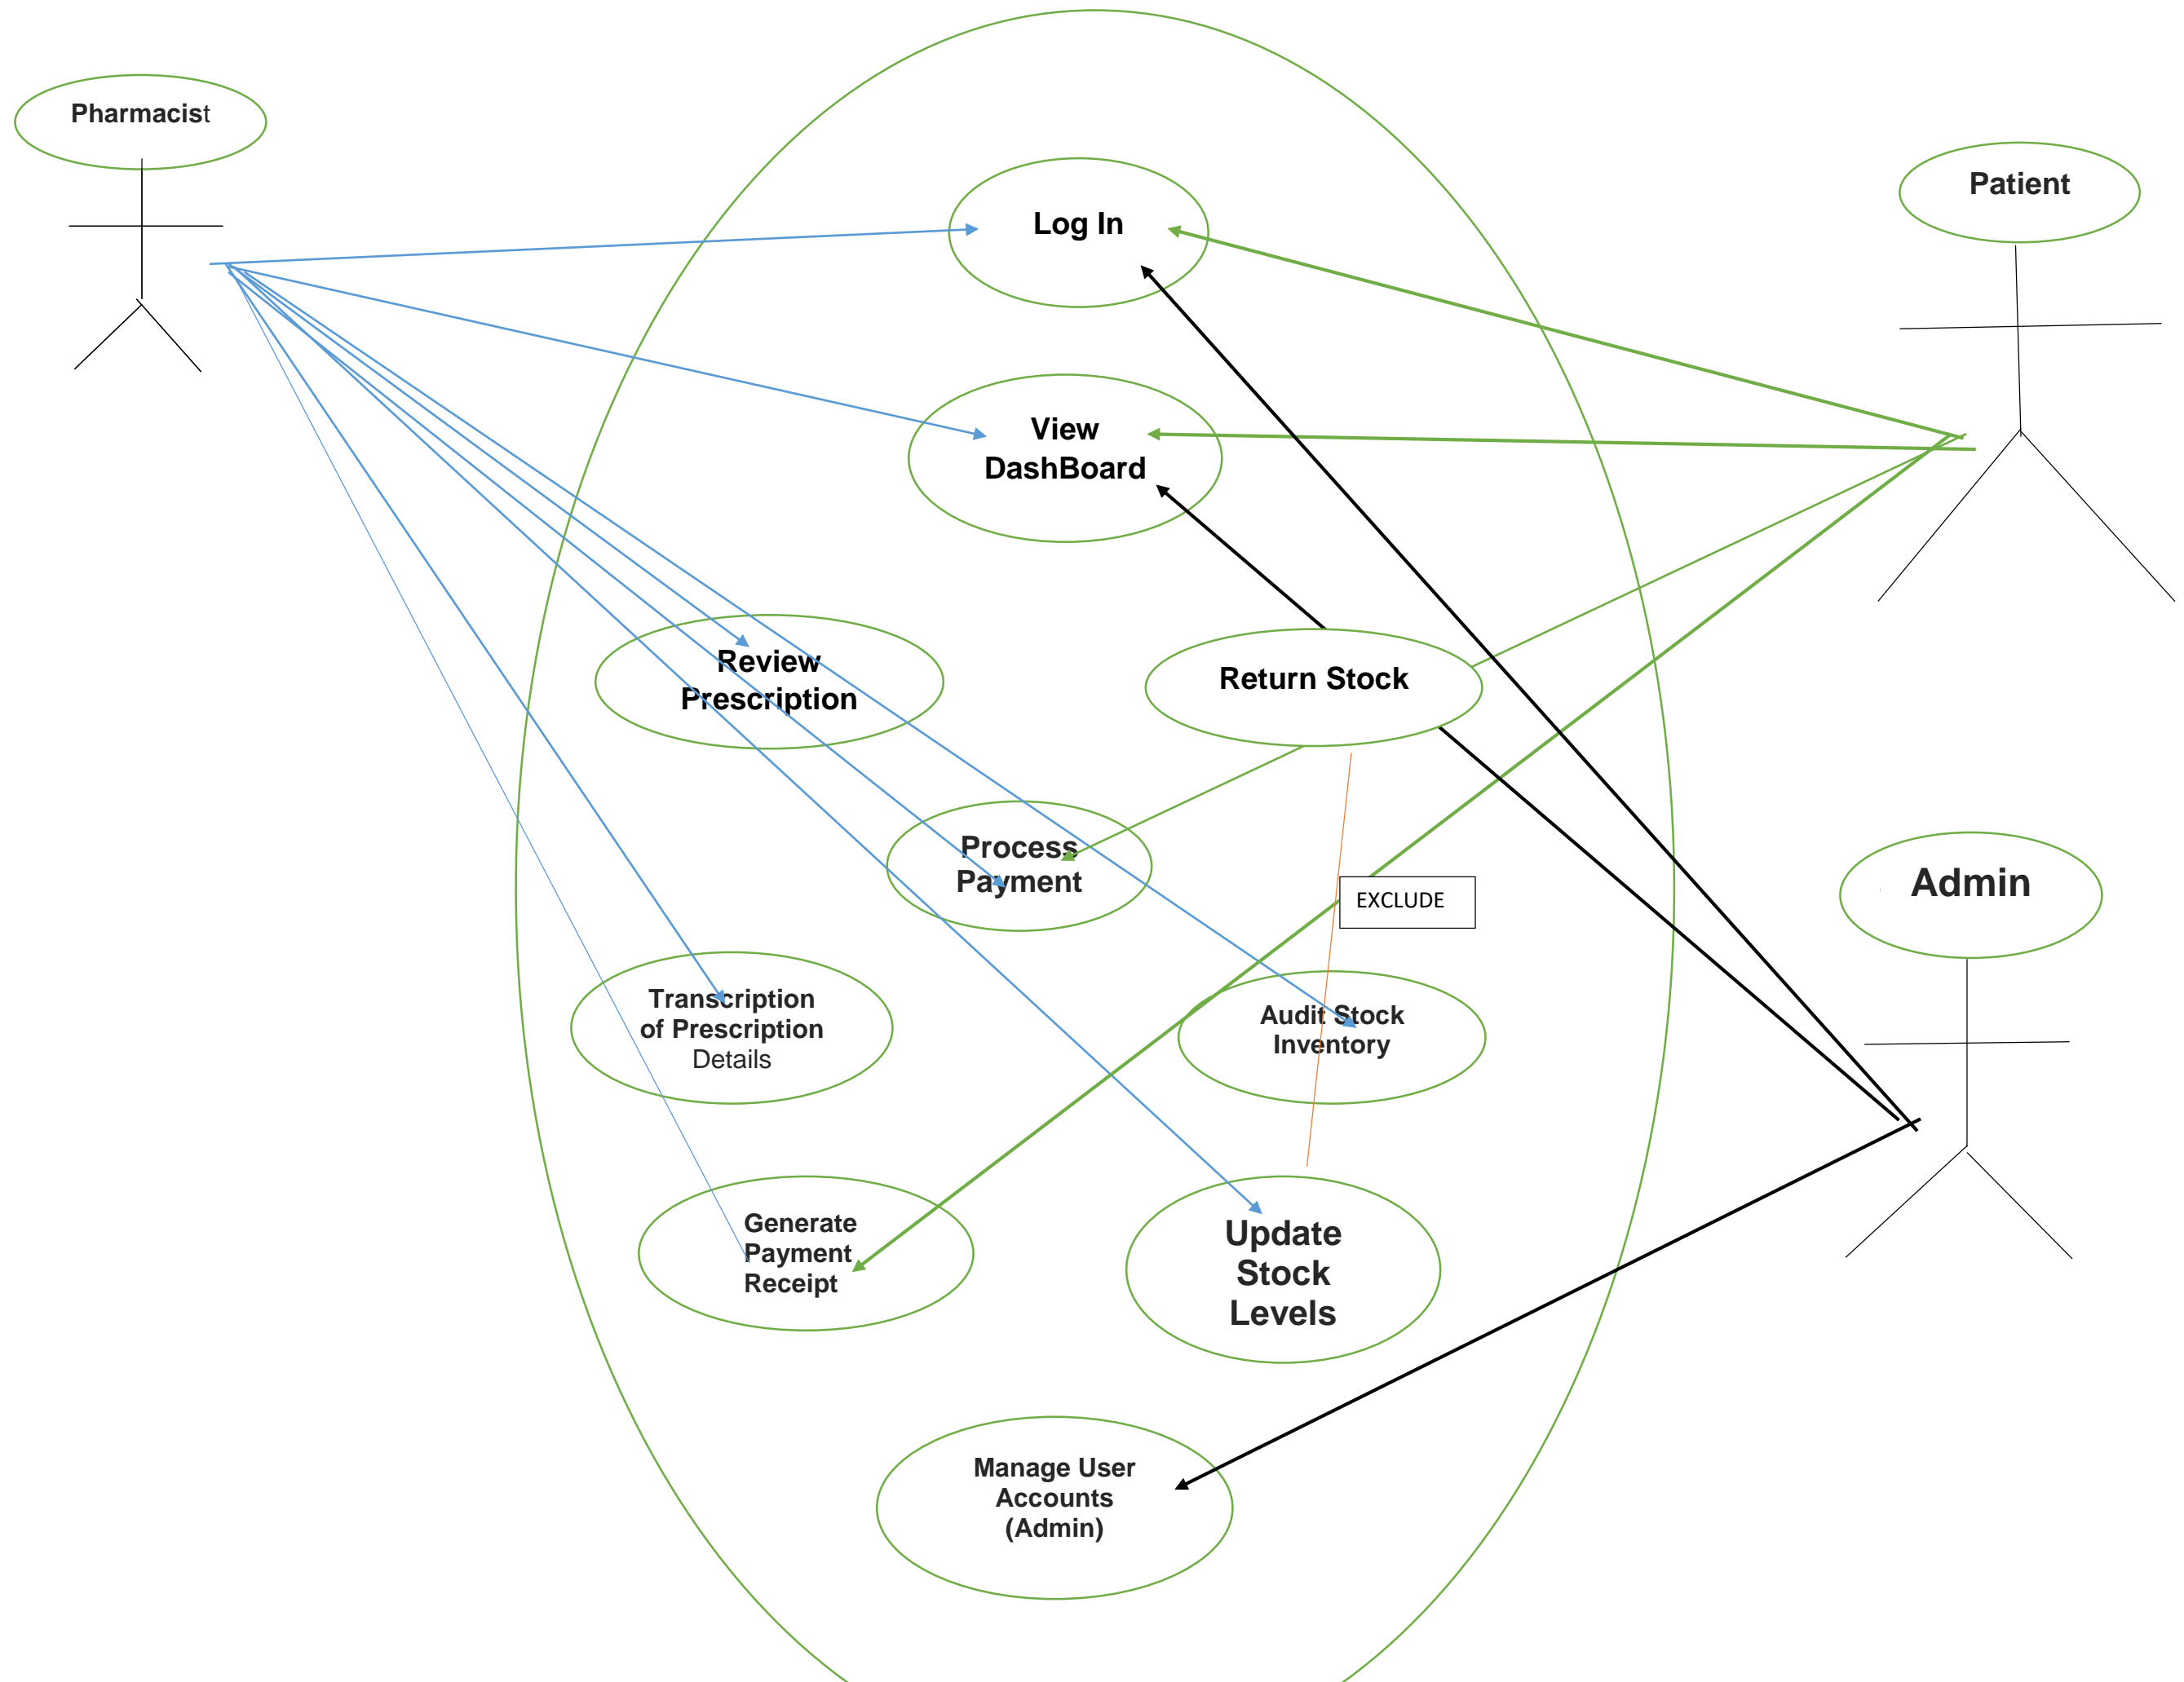 Pharmacist
Patient
Log In
View
DashBoard
Review
Prescription
Return Stock
Process
Payment
EXCLUDE
Admin
Transcription
of Prescription
Details
Audit Stock
Inventory
Generate
Payment
Receipt
Update
Stock
Levels
Manage User
Accounts
(Admin)